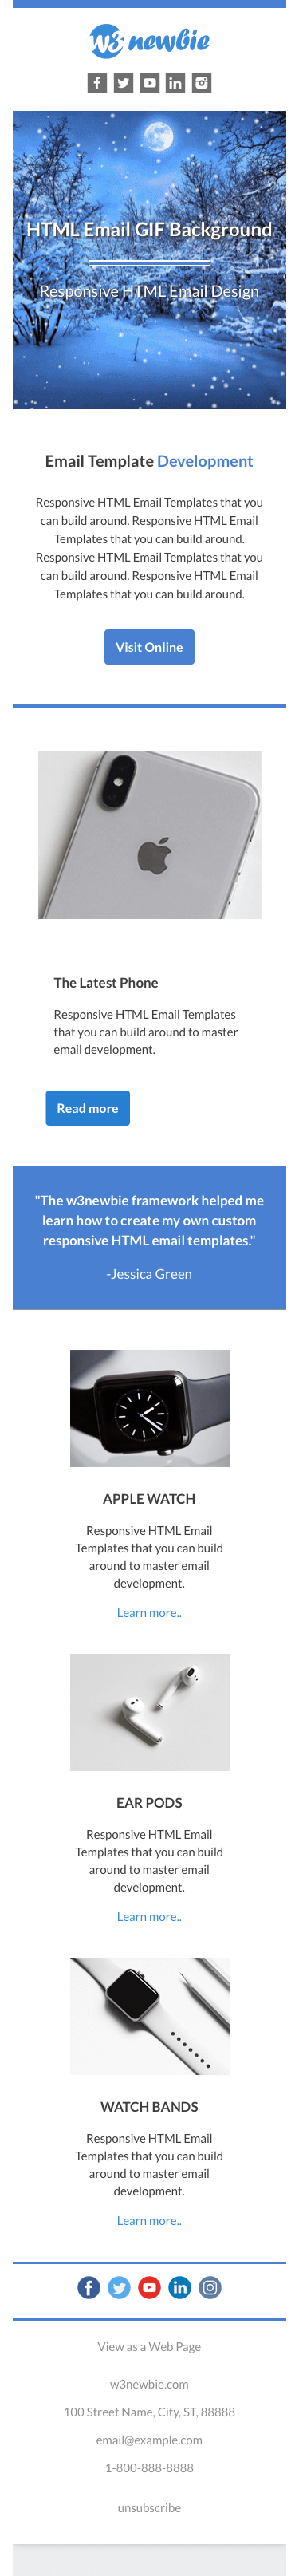 w3 newbie
HTML Email GIF Background
Responsive HTML Email Design
Email Template Development
Responsive HTML Email Templates that you
can build around. Responsive HTML Email
Templates that you can build around.
Responsive HTML Email Templates that you
can build around. Responsive HTML Email
Templates that you can build around.
Visit Online
The Latest Phone
Responsive HTML Email Templates
that you can build around to master
email development.
Read more
"The w3newbie framework helped me
learn how to create my own custom
responsive HTML email templates."
-Jessica Green
APPLE WATCH
Responsive HTML Email
Templates that you can build
around to master email
development.
Learn more..
EAR PODS
Responsive HTML Email
Templates that you can build
around to master email
development.
Learn more..
WATCH BANDS
Responsive HTML Email
Templates that you can build
around to master email
development.
Learn more..
View as a Web Page
w3newbie.com
100 Street Name, City, ST, 88888
email@example.com
1-800-888-8888
unsubscribe